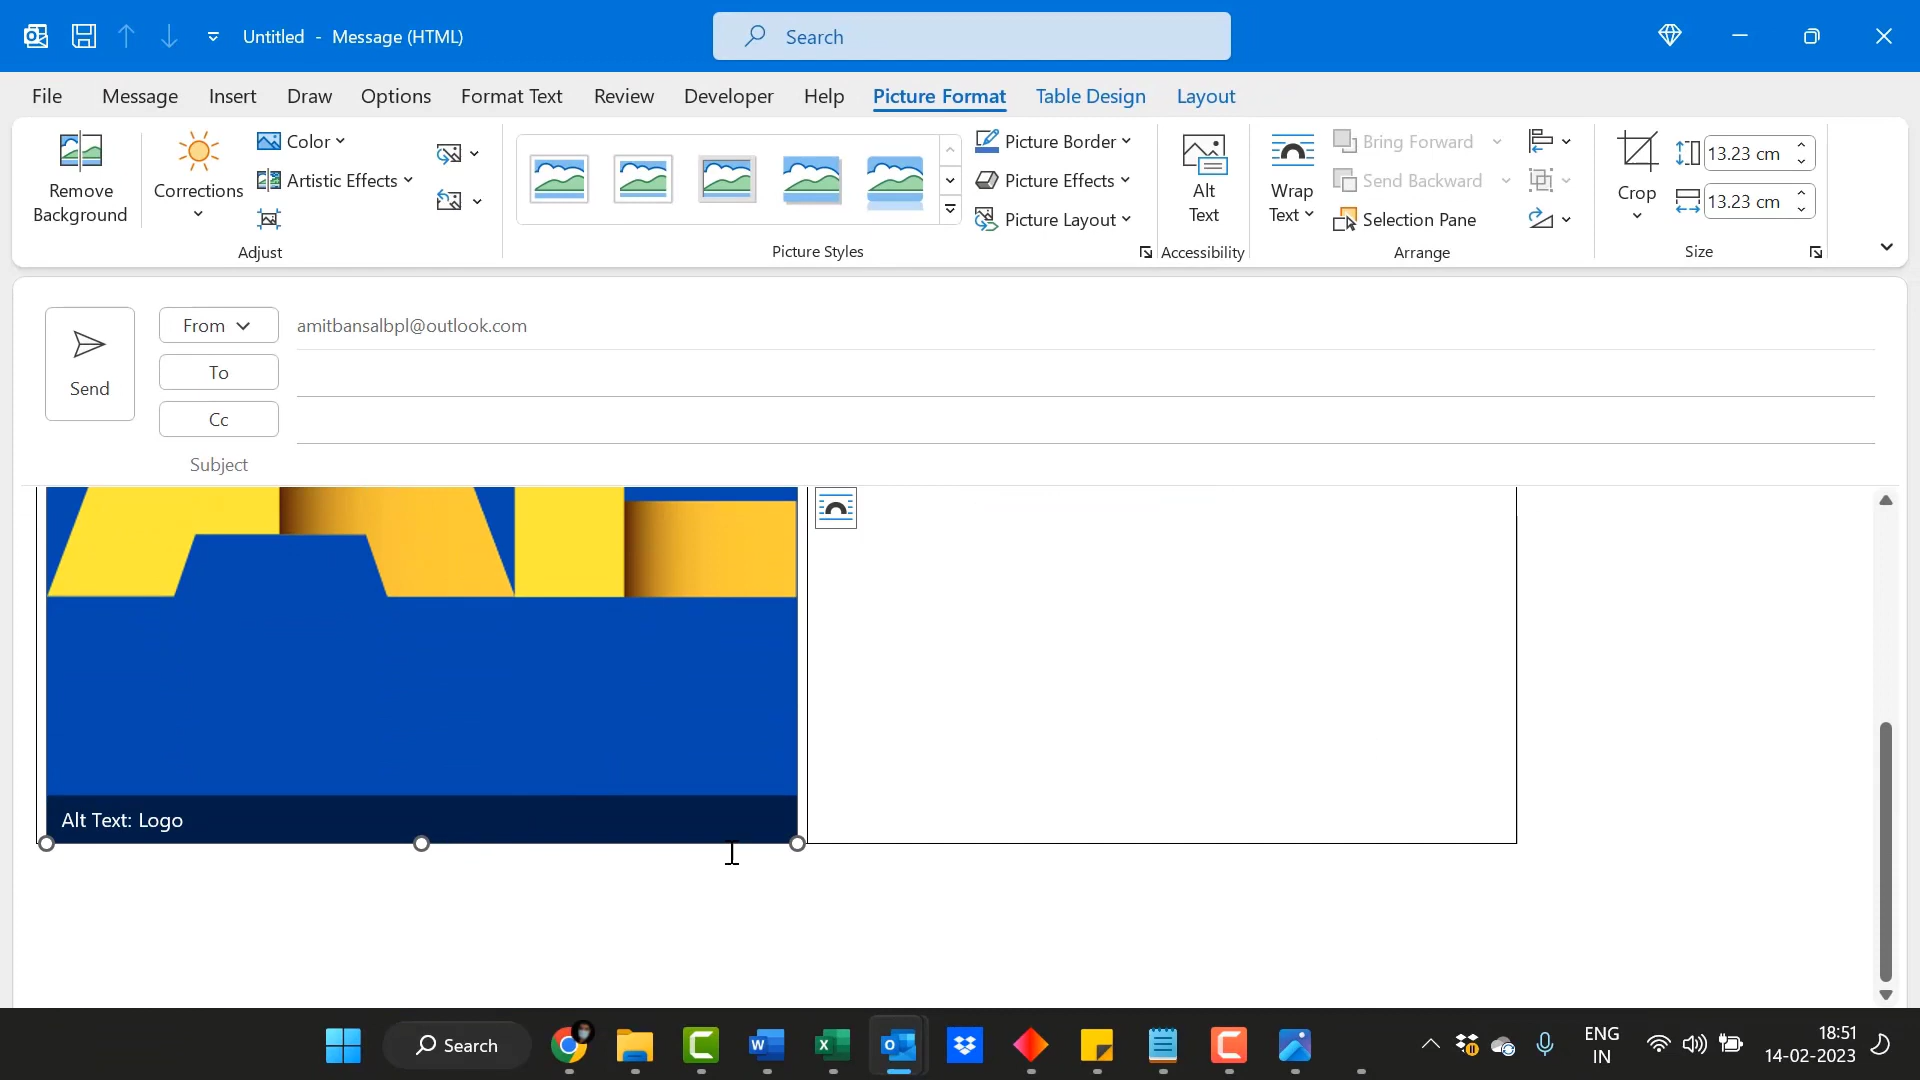 Untitled - Message (HTML)
Search
File Message Insert Draw Options Format Text Review Developer Help Picture Format Table Design Layout
Remove Background
Corrections
Color
Artistic Effects
Adjust
Picture Styles
Picture Border
Picture Effects
Picture Layout
Alt Text
Accessibility
Wrap Text
Bring Forward
Send Backward
Selection Pane
Arrange
Crop
13.23 cm
13.23 cm
Size
Send
From
amitbansalbpl@outlook.com
To
Cc
Subject
Alt Text: Logo
Search
ENG
IN
18:51
14-02-2023